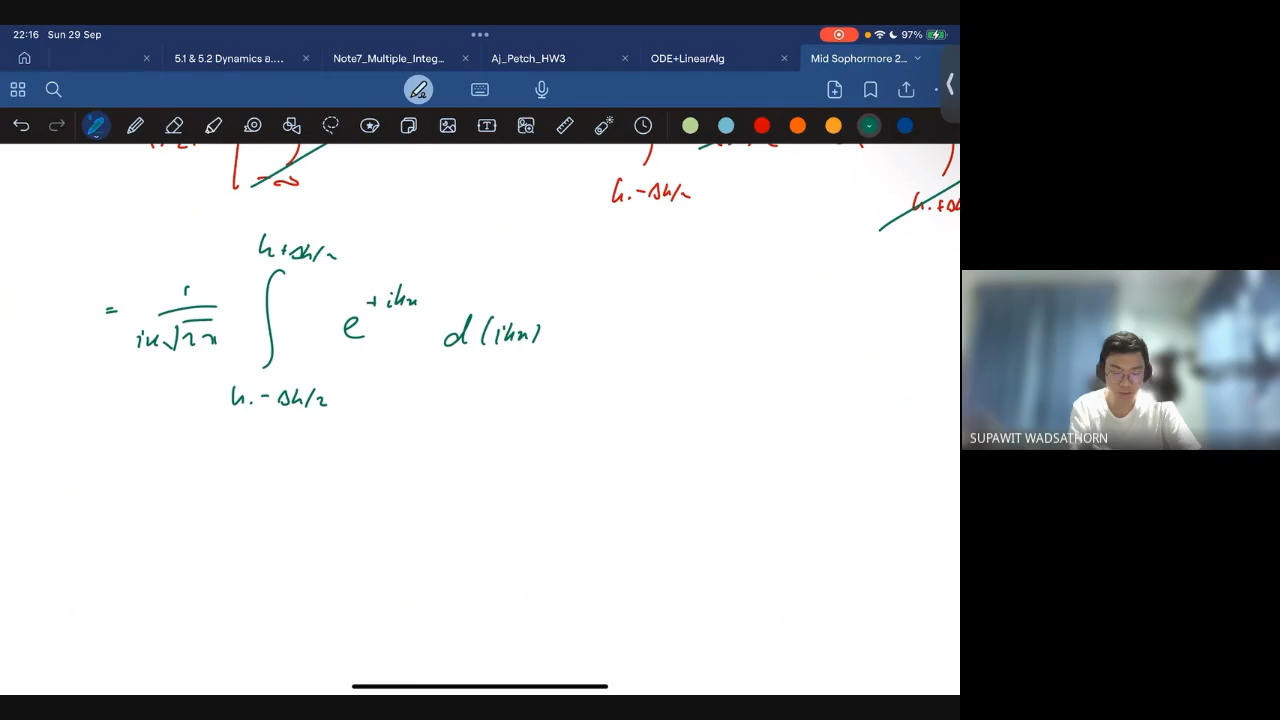 22:16 Sun 29 Sep 97%
5.1 & 5.2 Dynamics a.... Note7_Multiple_Integ... Aj_Petch_HW3 ODE+LinearAlg Mid Sophormore 2...
-∞ k₀-Δk/2
k₀+Δk/2
= 1/(ix√2π) ∫ e^{+ikx} d(ikx)
k₀-Δk/2
SUPAWIT WADSATHORN